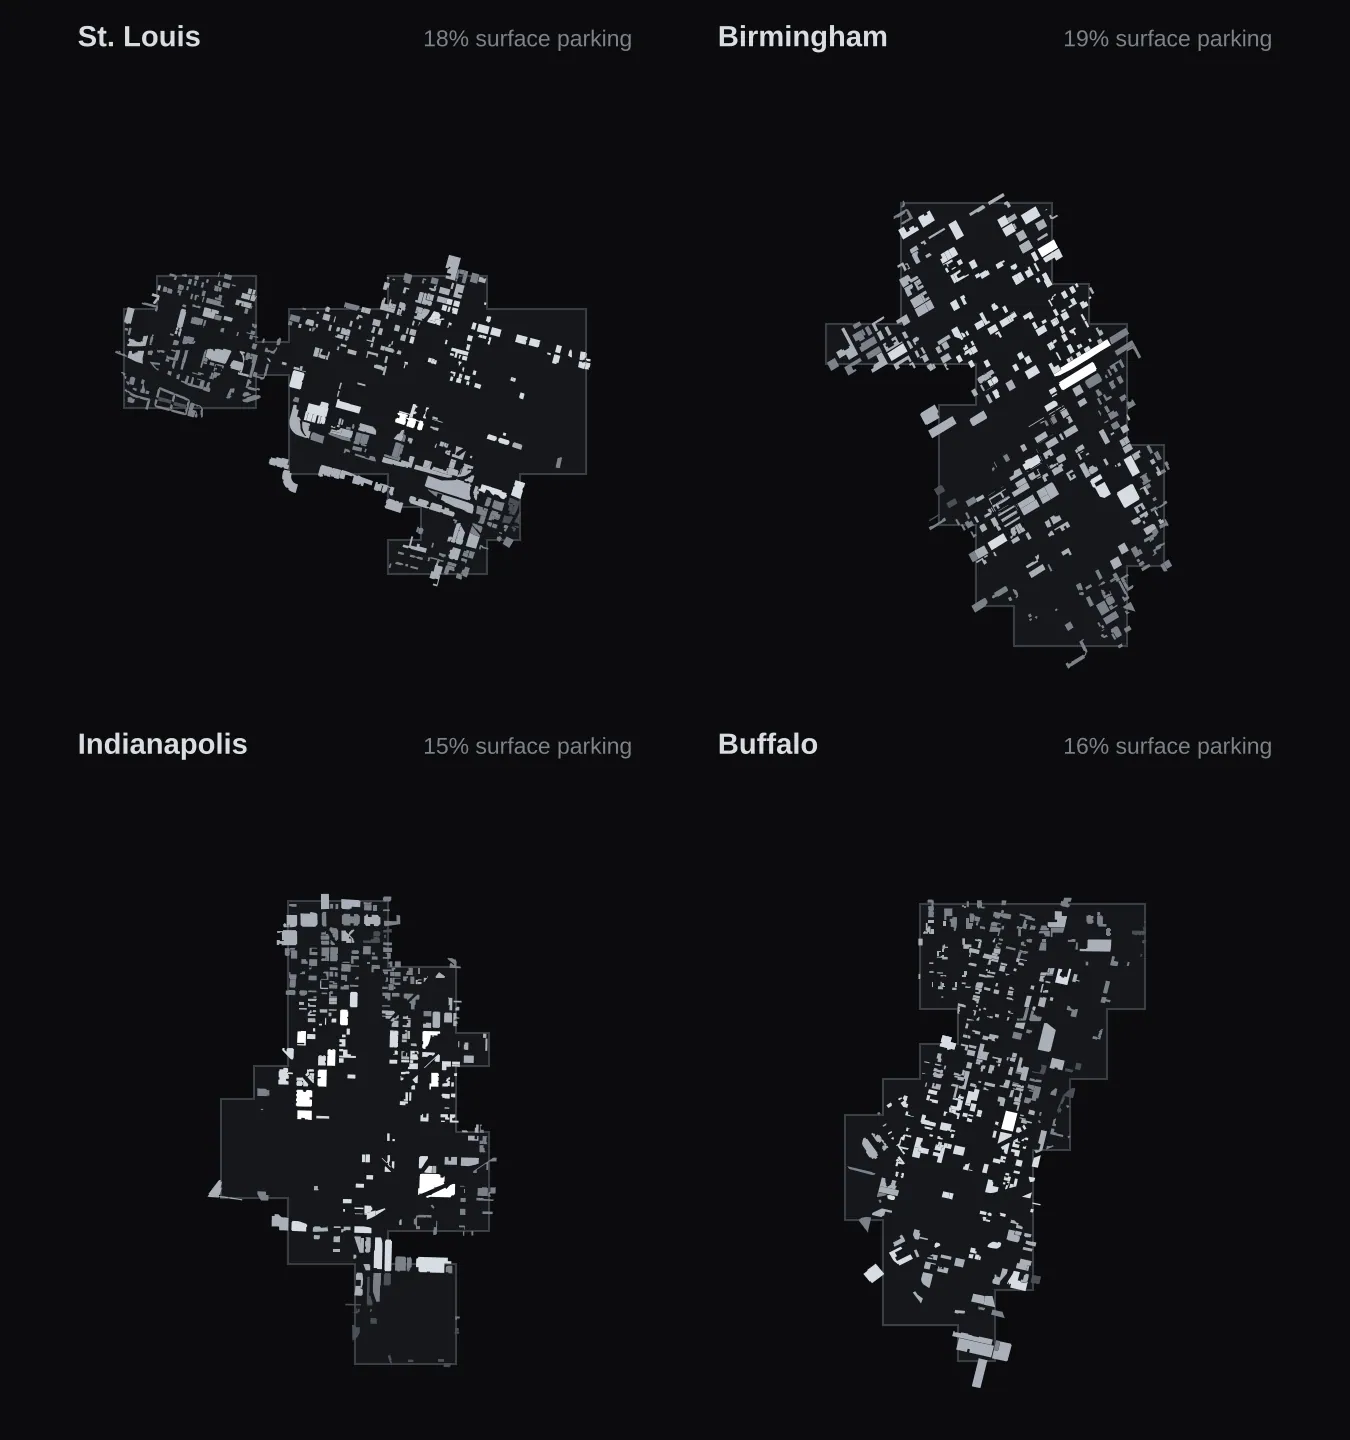 St. Louis
18% surface parking
Birmingham
19% surface parking
Indianapolis
15% surface parking
Buffalo
16% surface parking